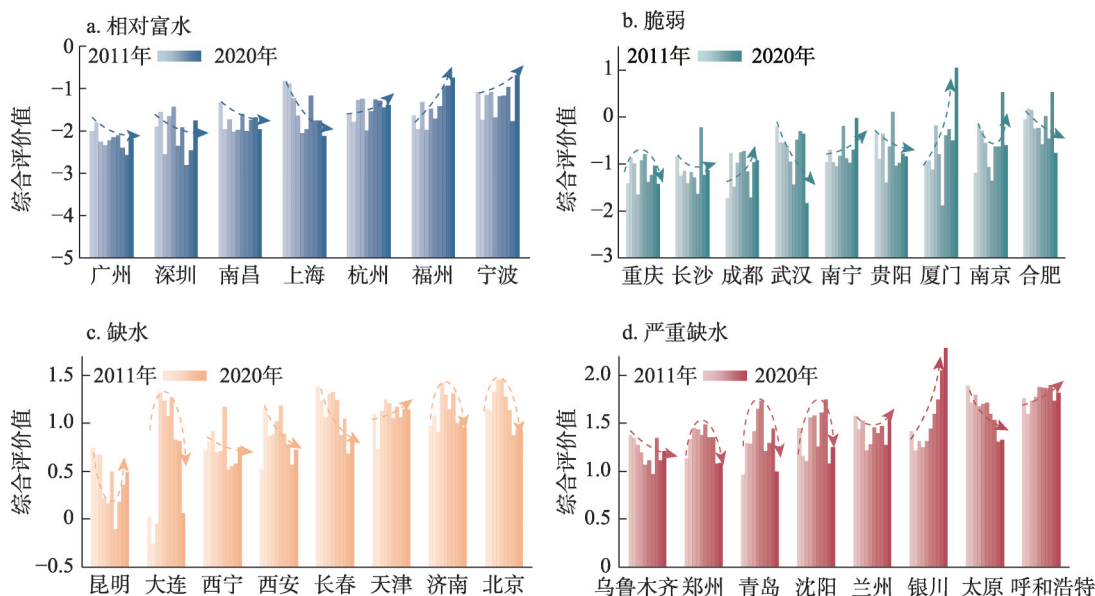 a. 相对富水
2011年 2020年
综合评价值
0
−1
−2
−3
−4
−5
广州 深圳 南昌 上海 杭州 福州 宁波
b. 脆弱
2011年 2020年
综合评价值
1
0
−1
−2
−3
重庆 长沙 成都 武汉 南宁 贵阳 厦门 南京 合肥
c. 缺水
2011年 2020年
综合评价值
1.5
1.0
0.5
0
−0.5
昆明 大连 西宁 西安 长春 天津 济南 北京
d. 严重缺水
2011年 2020年
综合评价值
2.0
1.5
1.0
0.5
0
乌鲁木齐 郑州 青岛 沈阳 兰州 银川 太原 呼和浩特